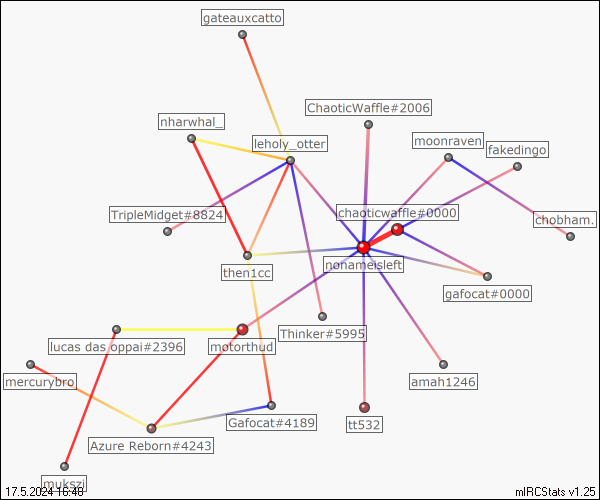 gateauxcatto
ChaoticWaffle#2006
nharwhal_
leholy_otter
moonraven
fakedingo
TripleMidget#8824
chaoticwaffle#0000
chobham.
then1cc
nonameisleft
gafocat#0000
Thinker#5995
lucas das oppai#2396
motorthud
mercurybro.
amah1246
Gafocat#4189
tt532
Azure Reborn#4243
mukszi
17.5.2024 16:48
mIRCStats v1.25